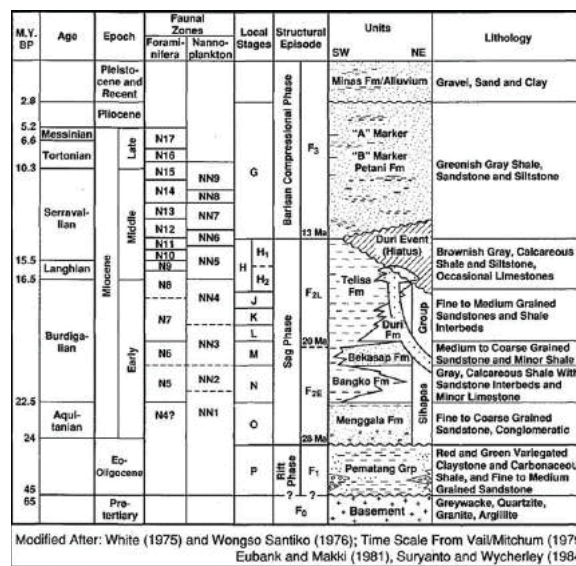 M.Y. BP
Age
Epoch
Faunal Zones
Foraminifera
Nannoplankton
Local Stages
Structural Episode
Units
SW NE
Lithology
2.8
5.2
6.6
10.3
15.5
16.5
22.5
24
45
65
Messinian
Tortonian
Serravallian
Langhian
Burdigalian
Aquitanian
Pleistocene and Recent
Pliocene
Miocene
Late
Middle
Early
Eo-Oligocene
Pre-tertiary
N17
N16
N15
N14
N13
N12
N11
N10
N9
N8
N7
N6
N5
N4?
NN9
NN8
NN7
NN6
NN5
NN4
NN3
NN2
NN1
G
H
H1
H2
J
K
L
M
N
O
P
Barisan Compressional Phase
Sag Phase
Rift Phase
F3
F2L
F2E
F1
F0
? ?
Minas Fm/Alluvium
"A" Marker
"B" Marker
Petani Fm
13 Ma
Duri Event
(Hiatus)
Telisa
Fm
Duri
Fm
20 Ma
Bekasap Fm
Bangko Fm
Menggala Fm
28 Ma
Sihapas Group
Pematang Grp
Basement
Gravel, Sand and Clay
Greenish Gray Shale,
Sandstone and Siltstone
Brownish Gray, Calcareous
Shale and Siltstone,
Occasional Limestones
Fine to Medium Grained
Sandstones and Shale
Interbeds
Medium to Coarse Grained
Sandstone and Minor Shale
Gray, Calcareous Shale With
Sandstone Interbeds and
Minor Limestone
Fine to Coarse Grained
Sandstone, Conglomeratic
Red and Green Variegated
Claystone and Carbonaceous
Shale, and Fine to Medium
Grained Sandstone
Greywacke, Quartzite,
Granite, Argillite
Modified After: White (1975) and Wongso Santiko (1976); Time Scale From Vail/Mitchum (1979
Eubank and Makki (1981), Suryanto and Wycherley (1984